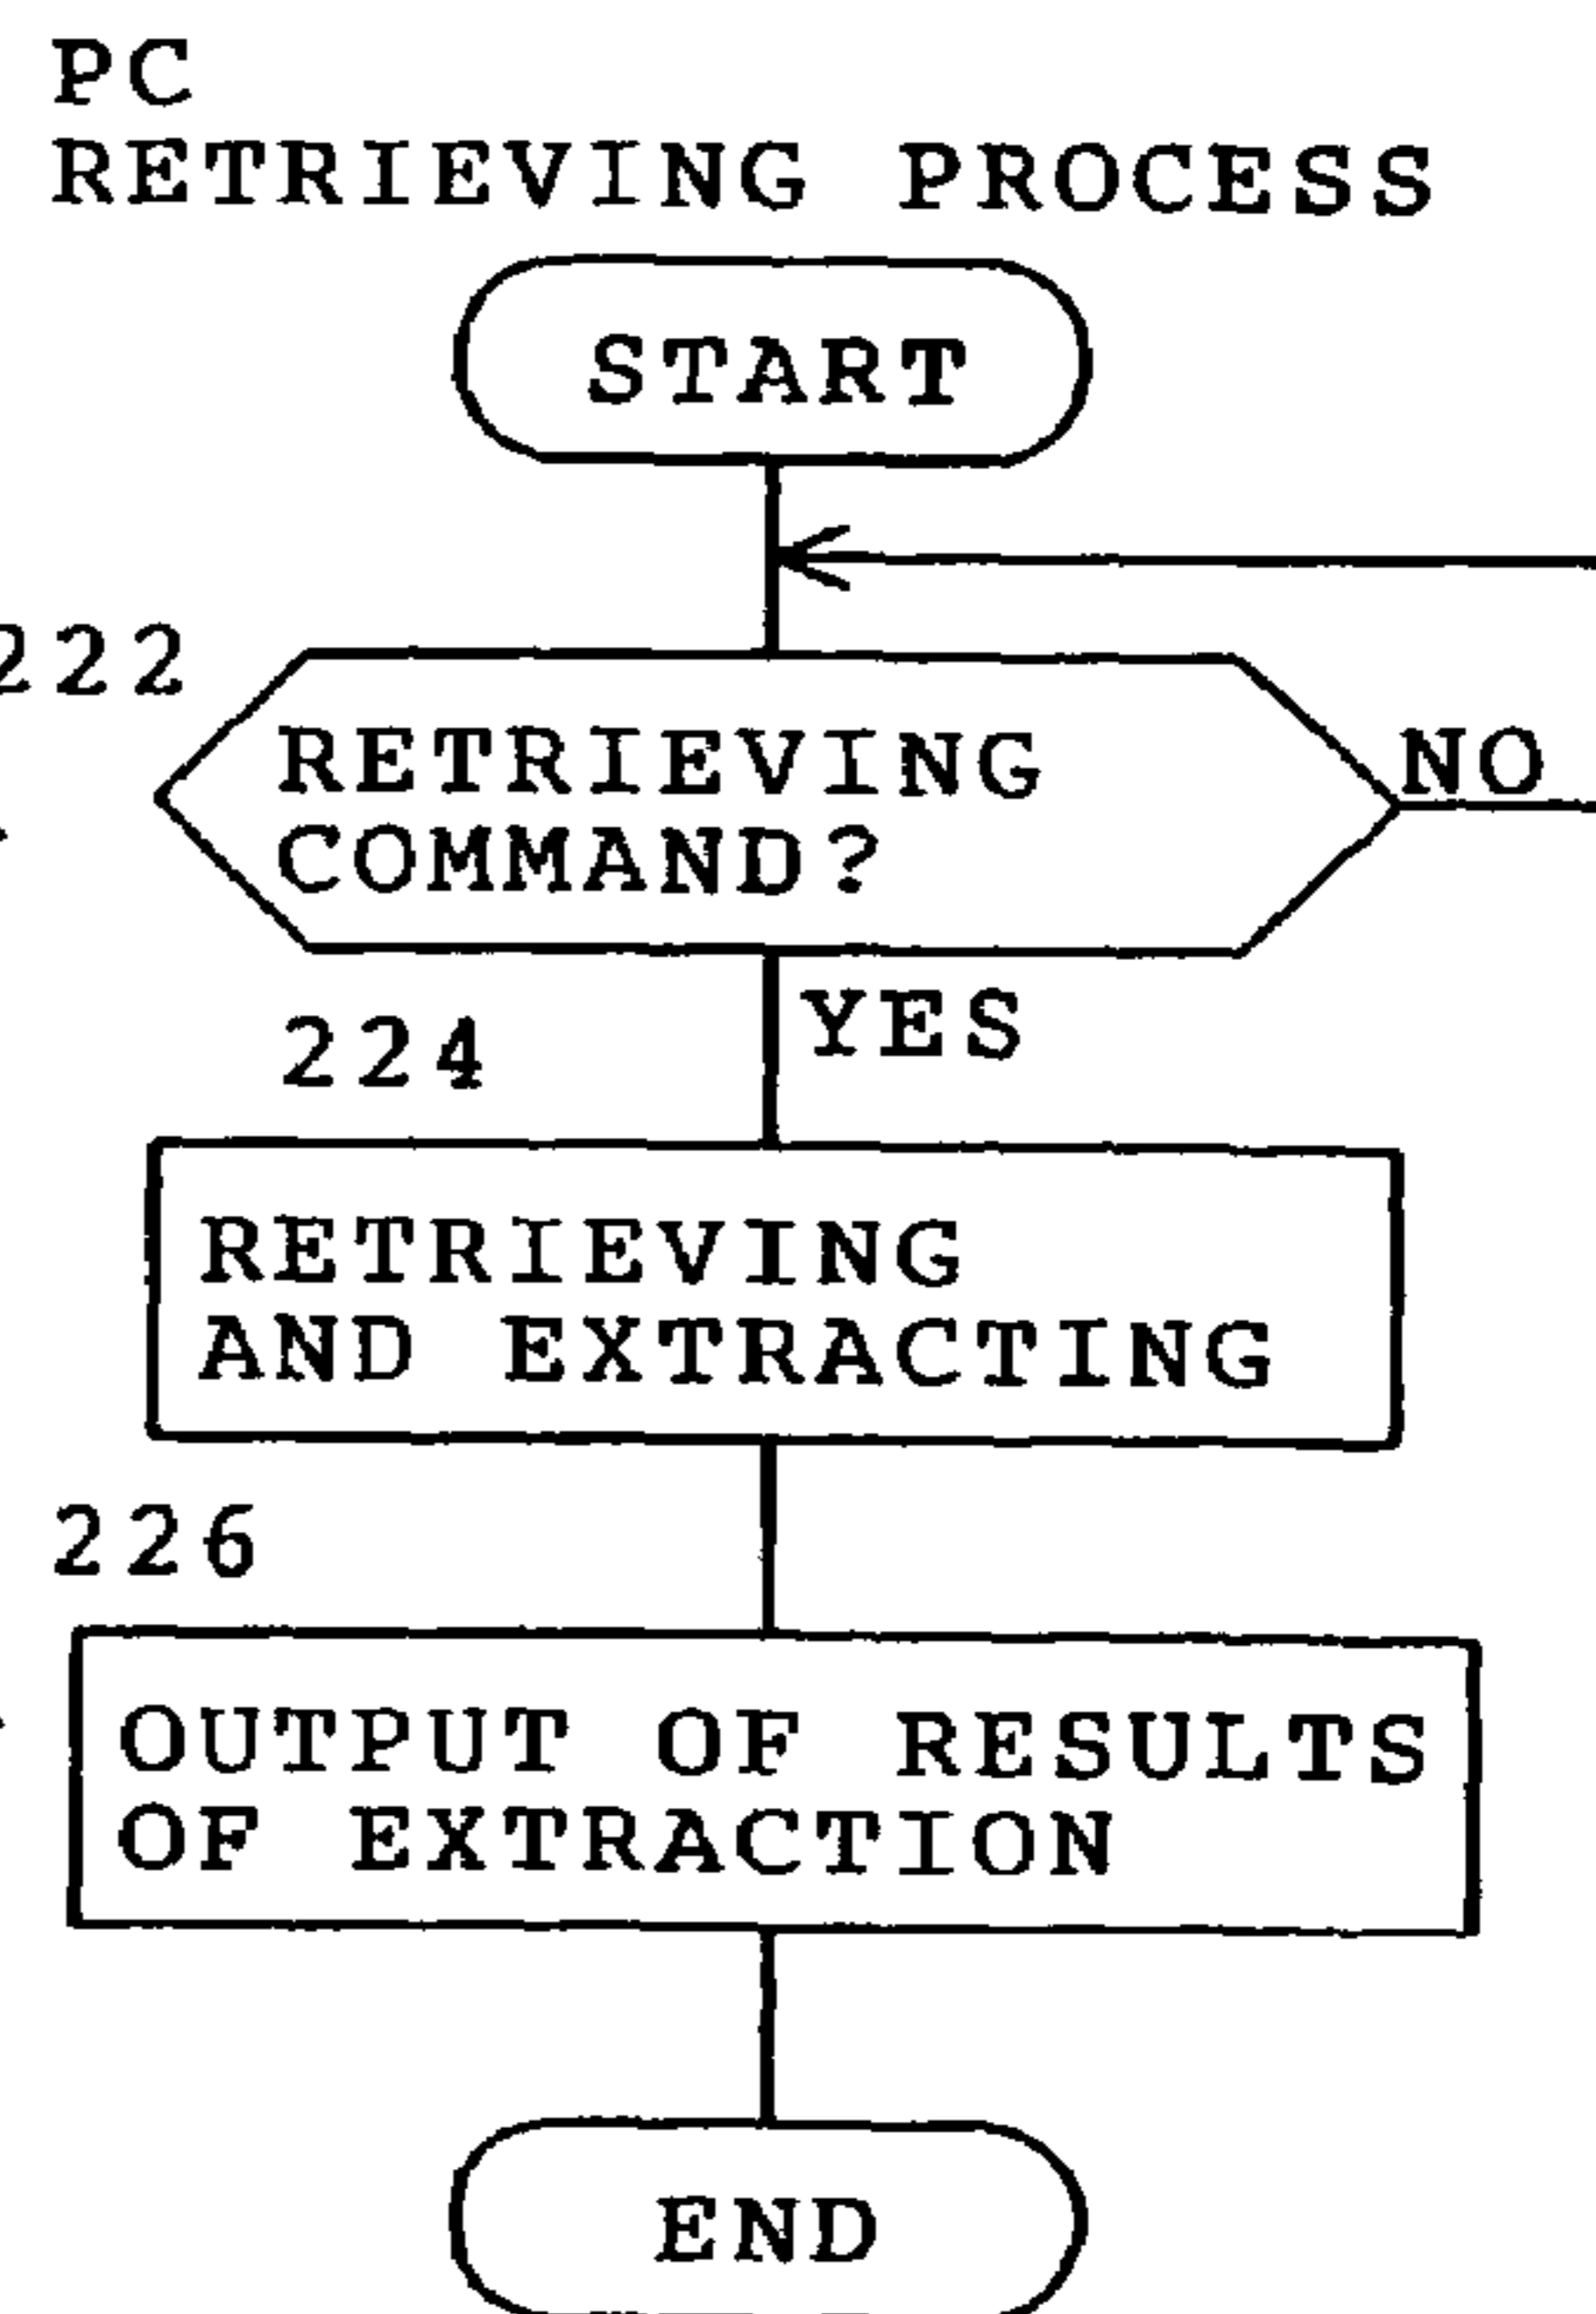 PC
RETRIEVING PROCESS
START
222
RETRIEVING
COMMAND?
NO
YES
224
RETRIEVING
AND EXTRACTING
226
OUTPUT OF RESULTS
OF EXTRACTION
END